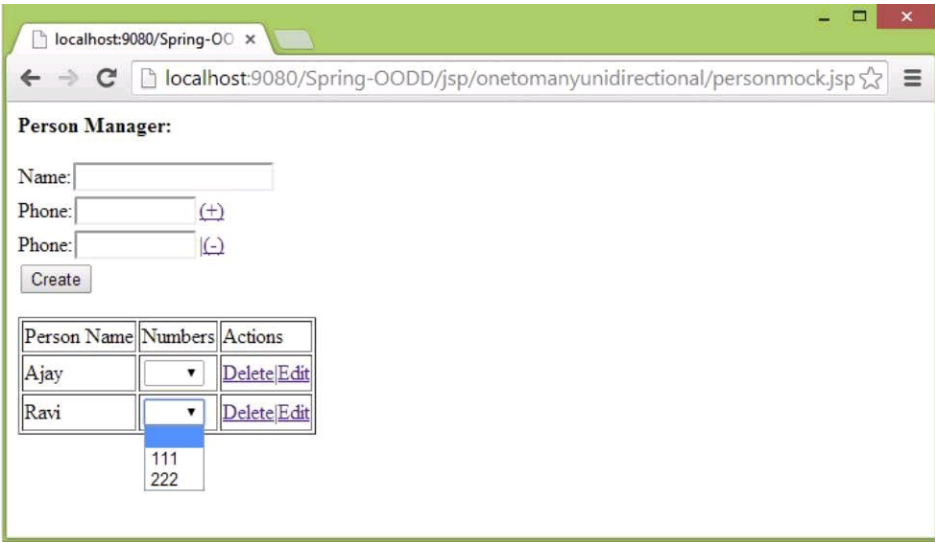 localhost:9080/Spring-OO
localhost:9080/Spring-OODD/jsp/onetomanyunidirectional/personmock.jsp
Person Manager:
Name:
Phone: (+)
Phone: |(-)
Create
Person Name Numbers Actions
Ajay Delete|Edit
Ravi Delete|Edit
111
222